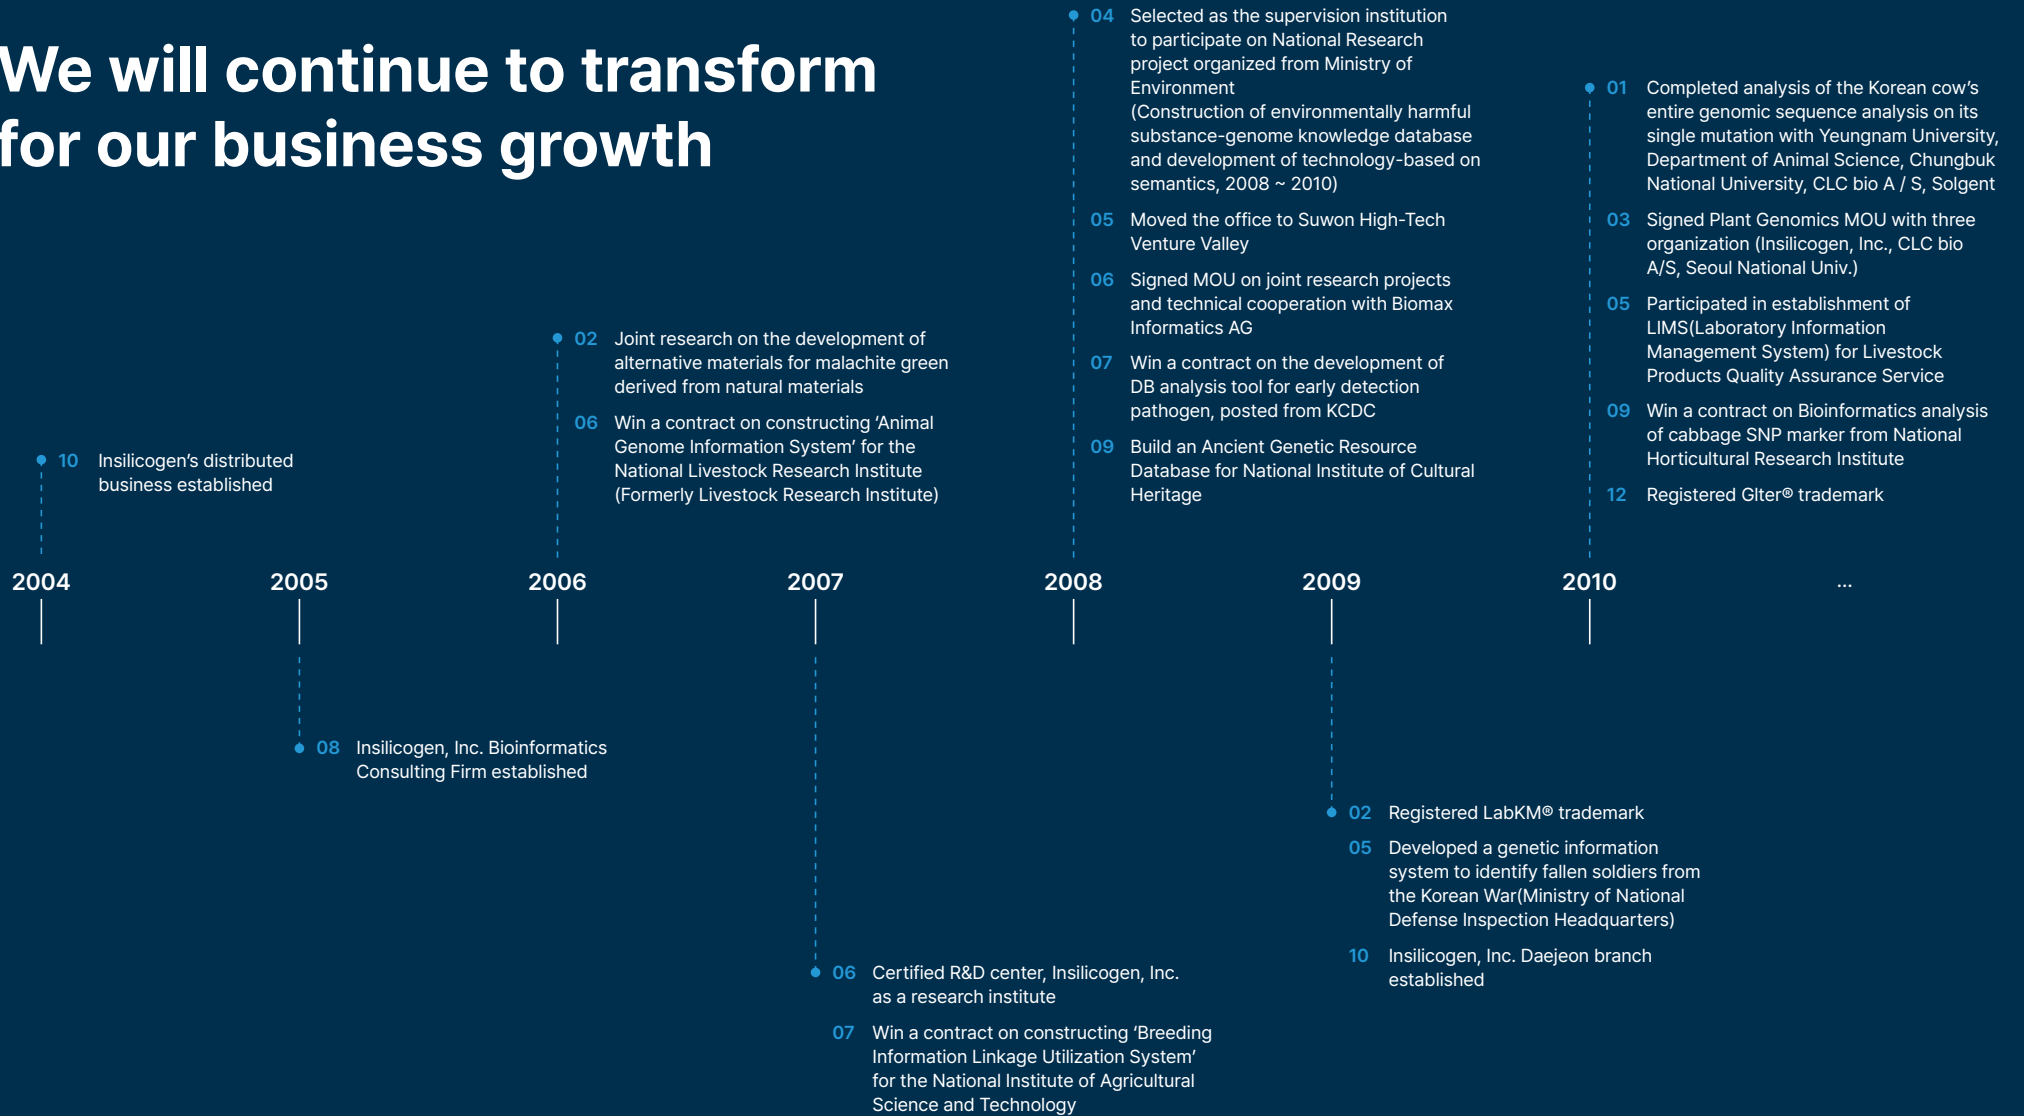 We will continue to transform
for our business growth
10 Insilicogen’s distributed
business established
2004
2005
08 Insilicogen, Inc. Bioinformatics
Consulting Firm established
02 Joint research on the development of
alternative materials for malachite green
derived from natural materials
06 Win a contract on constructing ‘Animal
Genome Information System’ for the
National Livestock Research Institute
(Formerly Livestock Research Institute)
2006
2007
06 Certified R&D center, Insilicogen, Inc.
as a research institute
07 Win a contract on constructing ‘Breeding
Information Linkage Utilization System’
for the National Institute of Agricultural
Science and Technology
04 Selected as the supervision institution
to participate on National Research
project organized from Ministry of
Environment
(Construction of environmentally harmful
substance-genome knowledge database
and development of technology-based on
semantics, 2008 ~ 2010)
05 Moved the office to Suwon High-Tech
Venture Valley
06 Signed MOU on joint research projects
and technical cooperation with Biomax
Informatics AG
07 Win a contract on the development of
DB analysis tool for early detection
pathogen, posted from KCDC
09 Build an Ancient Genetic Resource
Database for National Institute of Cultural
Heritage
2008
2009
02 Registered LabKM® trademark
05 Developed a genetic information
system to identify fallen soldiers from
the Korean War(Ministry of National
Defense Inspection Headquarters)
10 Insilicogen, Inc. Daejeon branch
established
01 Completed analysis of the Korean cow’s
entire genomic sequence analysis on its
single mutation with Yeungnam University,
Department of Animal Science, Chungbuk
National University, CLC bio A / S, Solgent
03 Signed Plant Genomics MOU with three
organization (Insilicogen, Inc., CLC bio
A/S, Seoul National Univ.)
05 Participated in establishment of
LIMS(Laboratory Information
Management System) for Livestock
Products Quality Assurance Service
09 Win a contract on Bioinformatics analysis
of cabbage SNP marker from National
Horticultural Research Institute
12 Registered GIter® trademark
2010
...